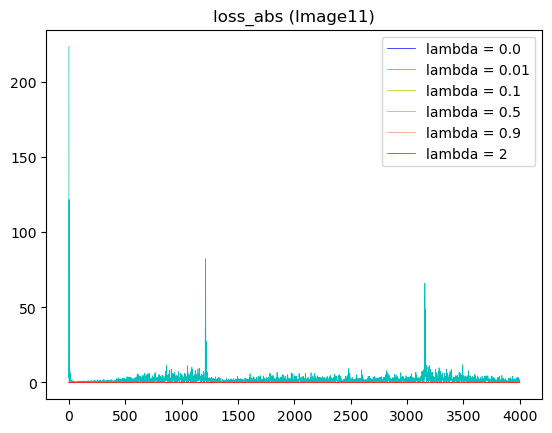 loss_abs (Image11)
lambda = 0.0
lambda = 0.01
lambda = 0.1
lambda = 0.5
lambda = 0.9
lambda = 2
200
150
100
50
0
0 500 1000 1500 2000 2500 3000 3500 4000